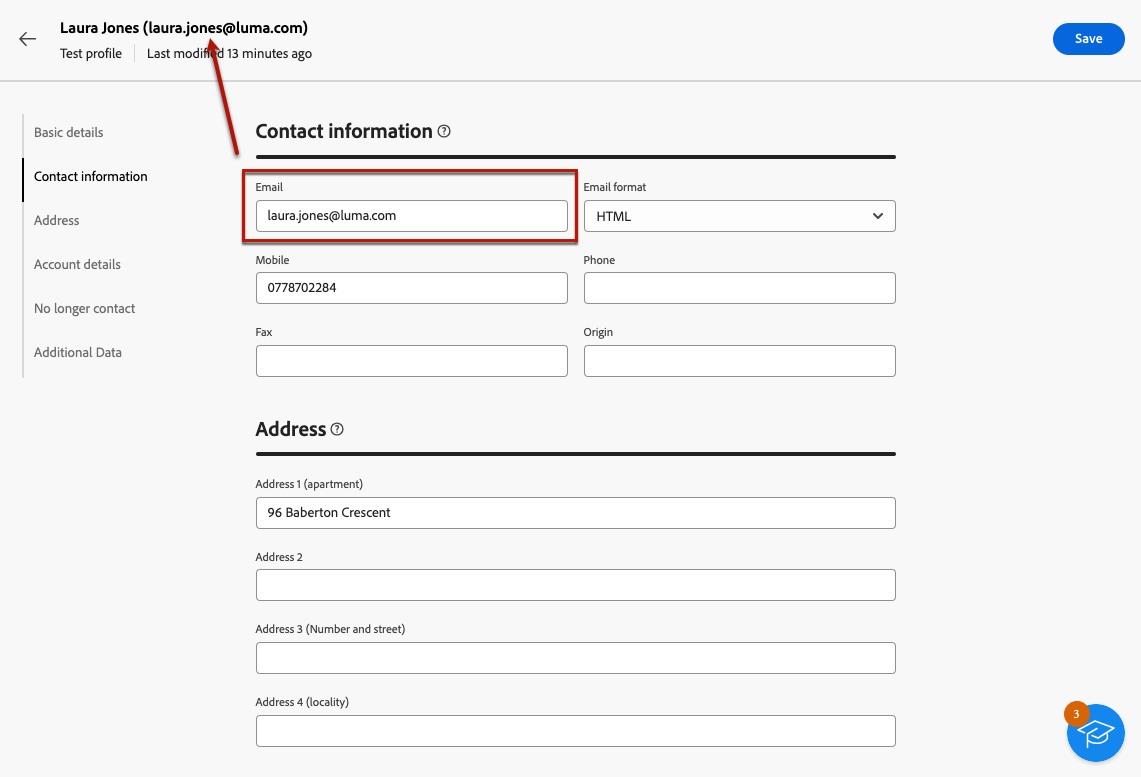 Laura Jones (laura.jones@luma.com)
Test profile
Last modified 13 minutes ago
Save
Basic details
Contact information
Address
Account details
No longer contact
Additional Data
Contact information
Email
Email format
laura.jones@luma.com
HTML
Mobile
Phone
0778702284
Fax
Origin
Address
Address 1 (apartment)
96 Baberton Crescent
Address 2
Address 3 (Number and street)
Address 4 (locality)
3